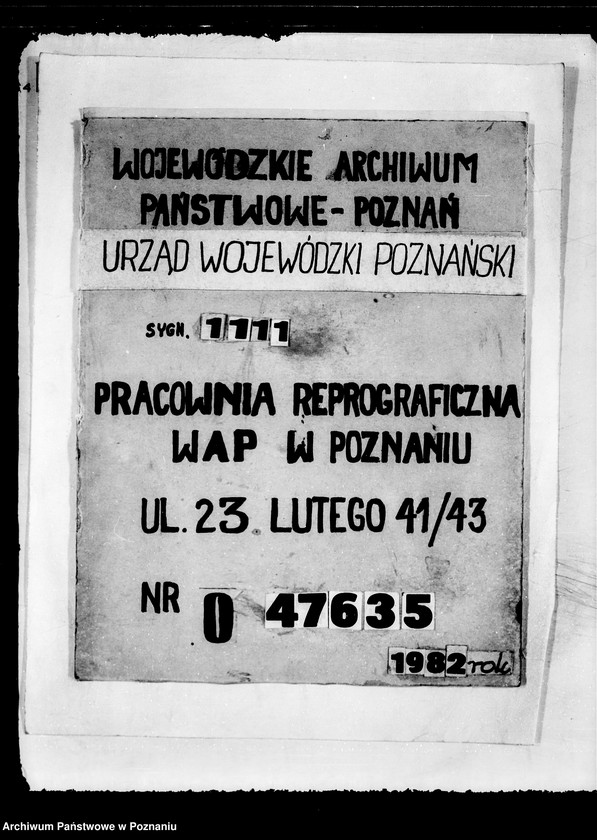 WOJEWÓDZKIE ARCHIWUM
PAŃSTWOWE - POZNAŃ
URZĄD WOJEWÓDZKI POZNAŃSKI
SYGN. 1111
PRACOWNIA REPROGRAFICZNA
WAP W POZNANIU
UL. 23 LUTEGO 41/43
NR 0 47635
1982 rok
Archiwum Państwowe w Poznaniu